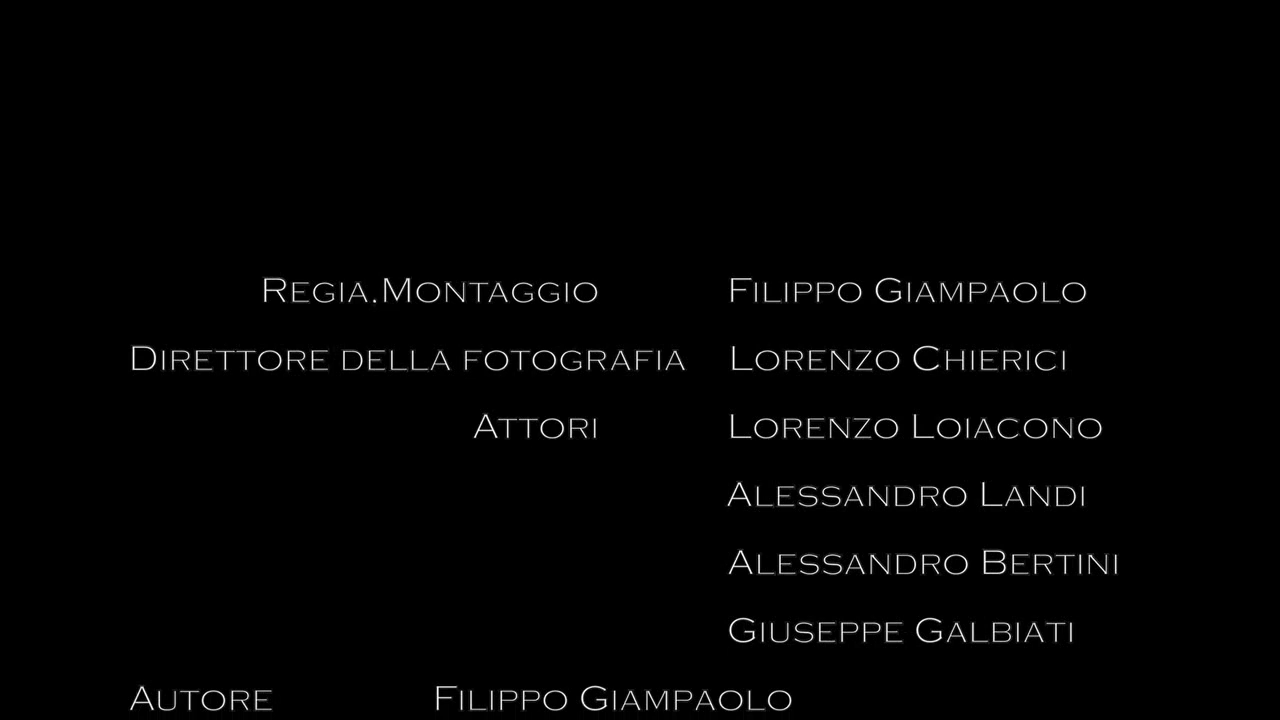 Regia.Montaggio Filippo Giampaolo
Direttore della fotografia Lorenzo Chierici
Attori Lorenzo Loiacono
Alessandro Landi
Alessandro Bertini
Giuseppe Galbiati
Autore Filippo Giampaolo